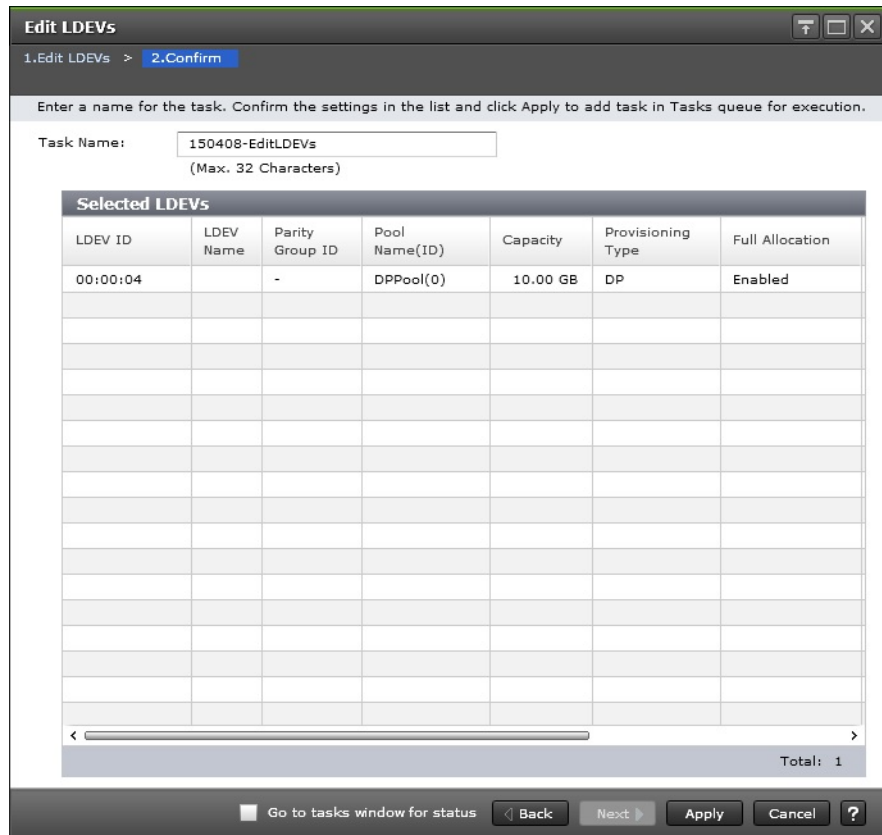 Edit LDEVs
1.Edit LDEVs > 2.Confirm
Enter a name for the task. Confirm the settings in the list and click Apply to add task in Tasks queue for execution.
Task Name: 150408-EditLDEVs
(Max. 32 Characters)
Selected LDEVs
LDEV ID LDEV Name Parity Group ID Pool Name(ID) Capacity Provisioning Type Full Allocation
00:00:04 - DPPool(0) 10.00 GB DP Enabled
Total: 1
Go to tasks window for status Back Next Apply Cancel ?